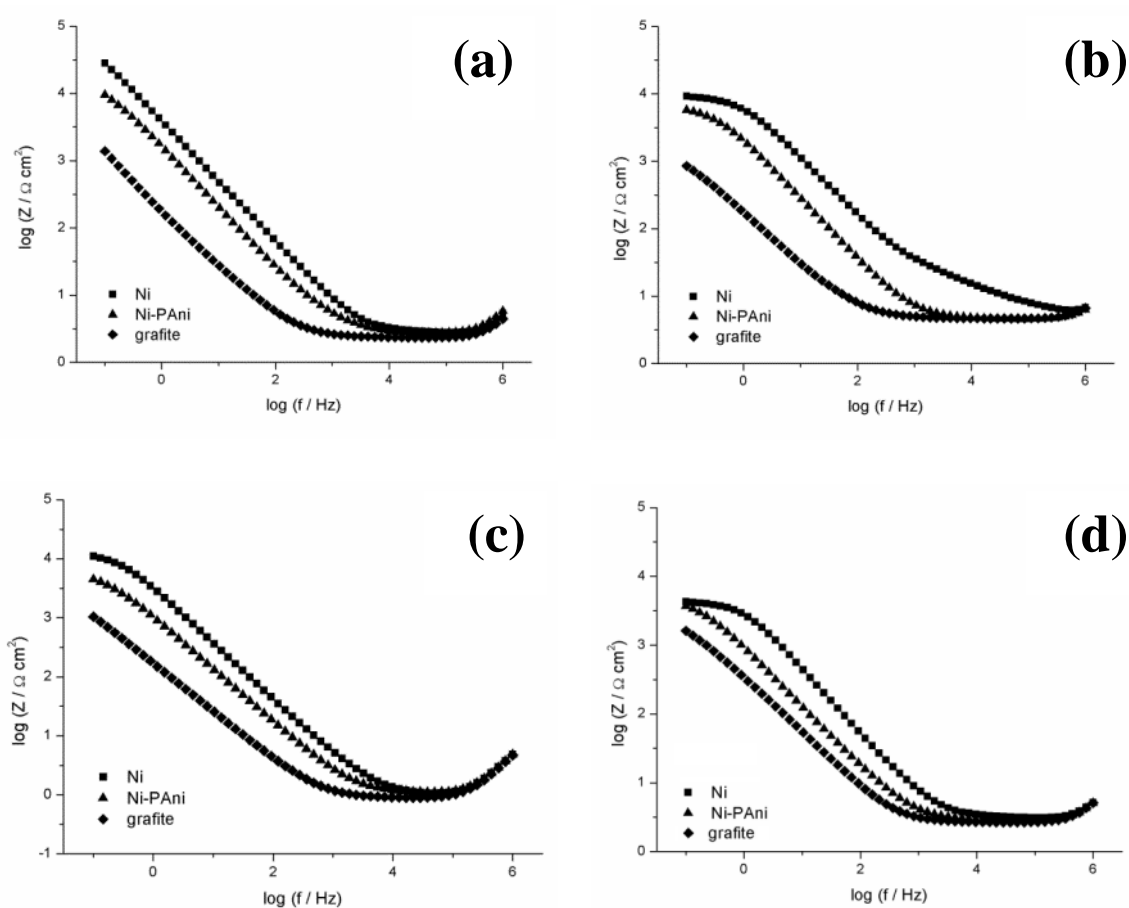 (a)
log (Z / Ω cm²)
5
4
3
2
1
0
Ni
Ni-PAni
grafite
0
2
4
6
log (f / Hz)
(b)
log (Z / Ω cm²)
5
4
3
2
1
0
Ni
Ni-PAni
grafite
0
2
4
6
log (f / Hz)
(c)
log (Z / Ω cm²)
5
4
3
2
1
0
-1
Ni
Ni-PAni
grafite
0
2
4
6
log (f / Hz)
(d)
log (Z / Ω cm²)
5
4
3
2
1
0
Ni
Ni-PAni
grafite
0
2
4
6
log (f / Hz)